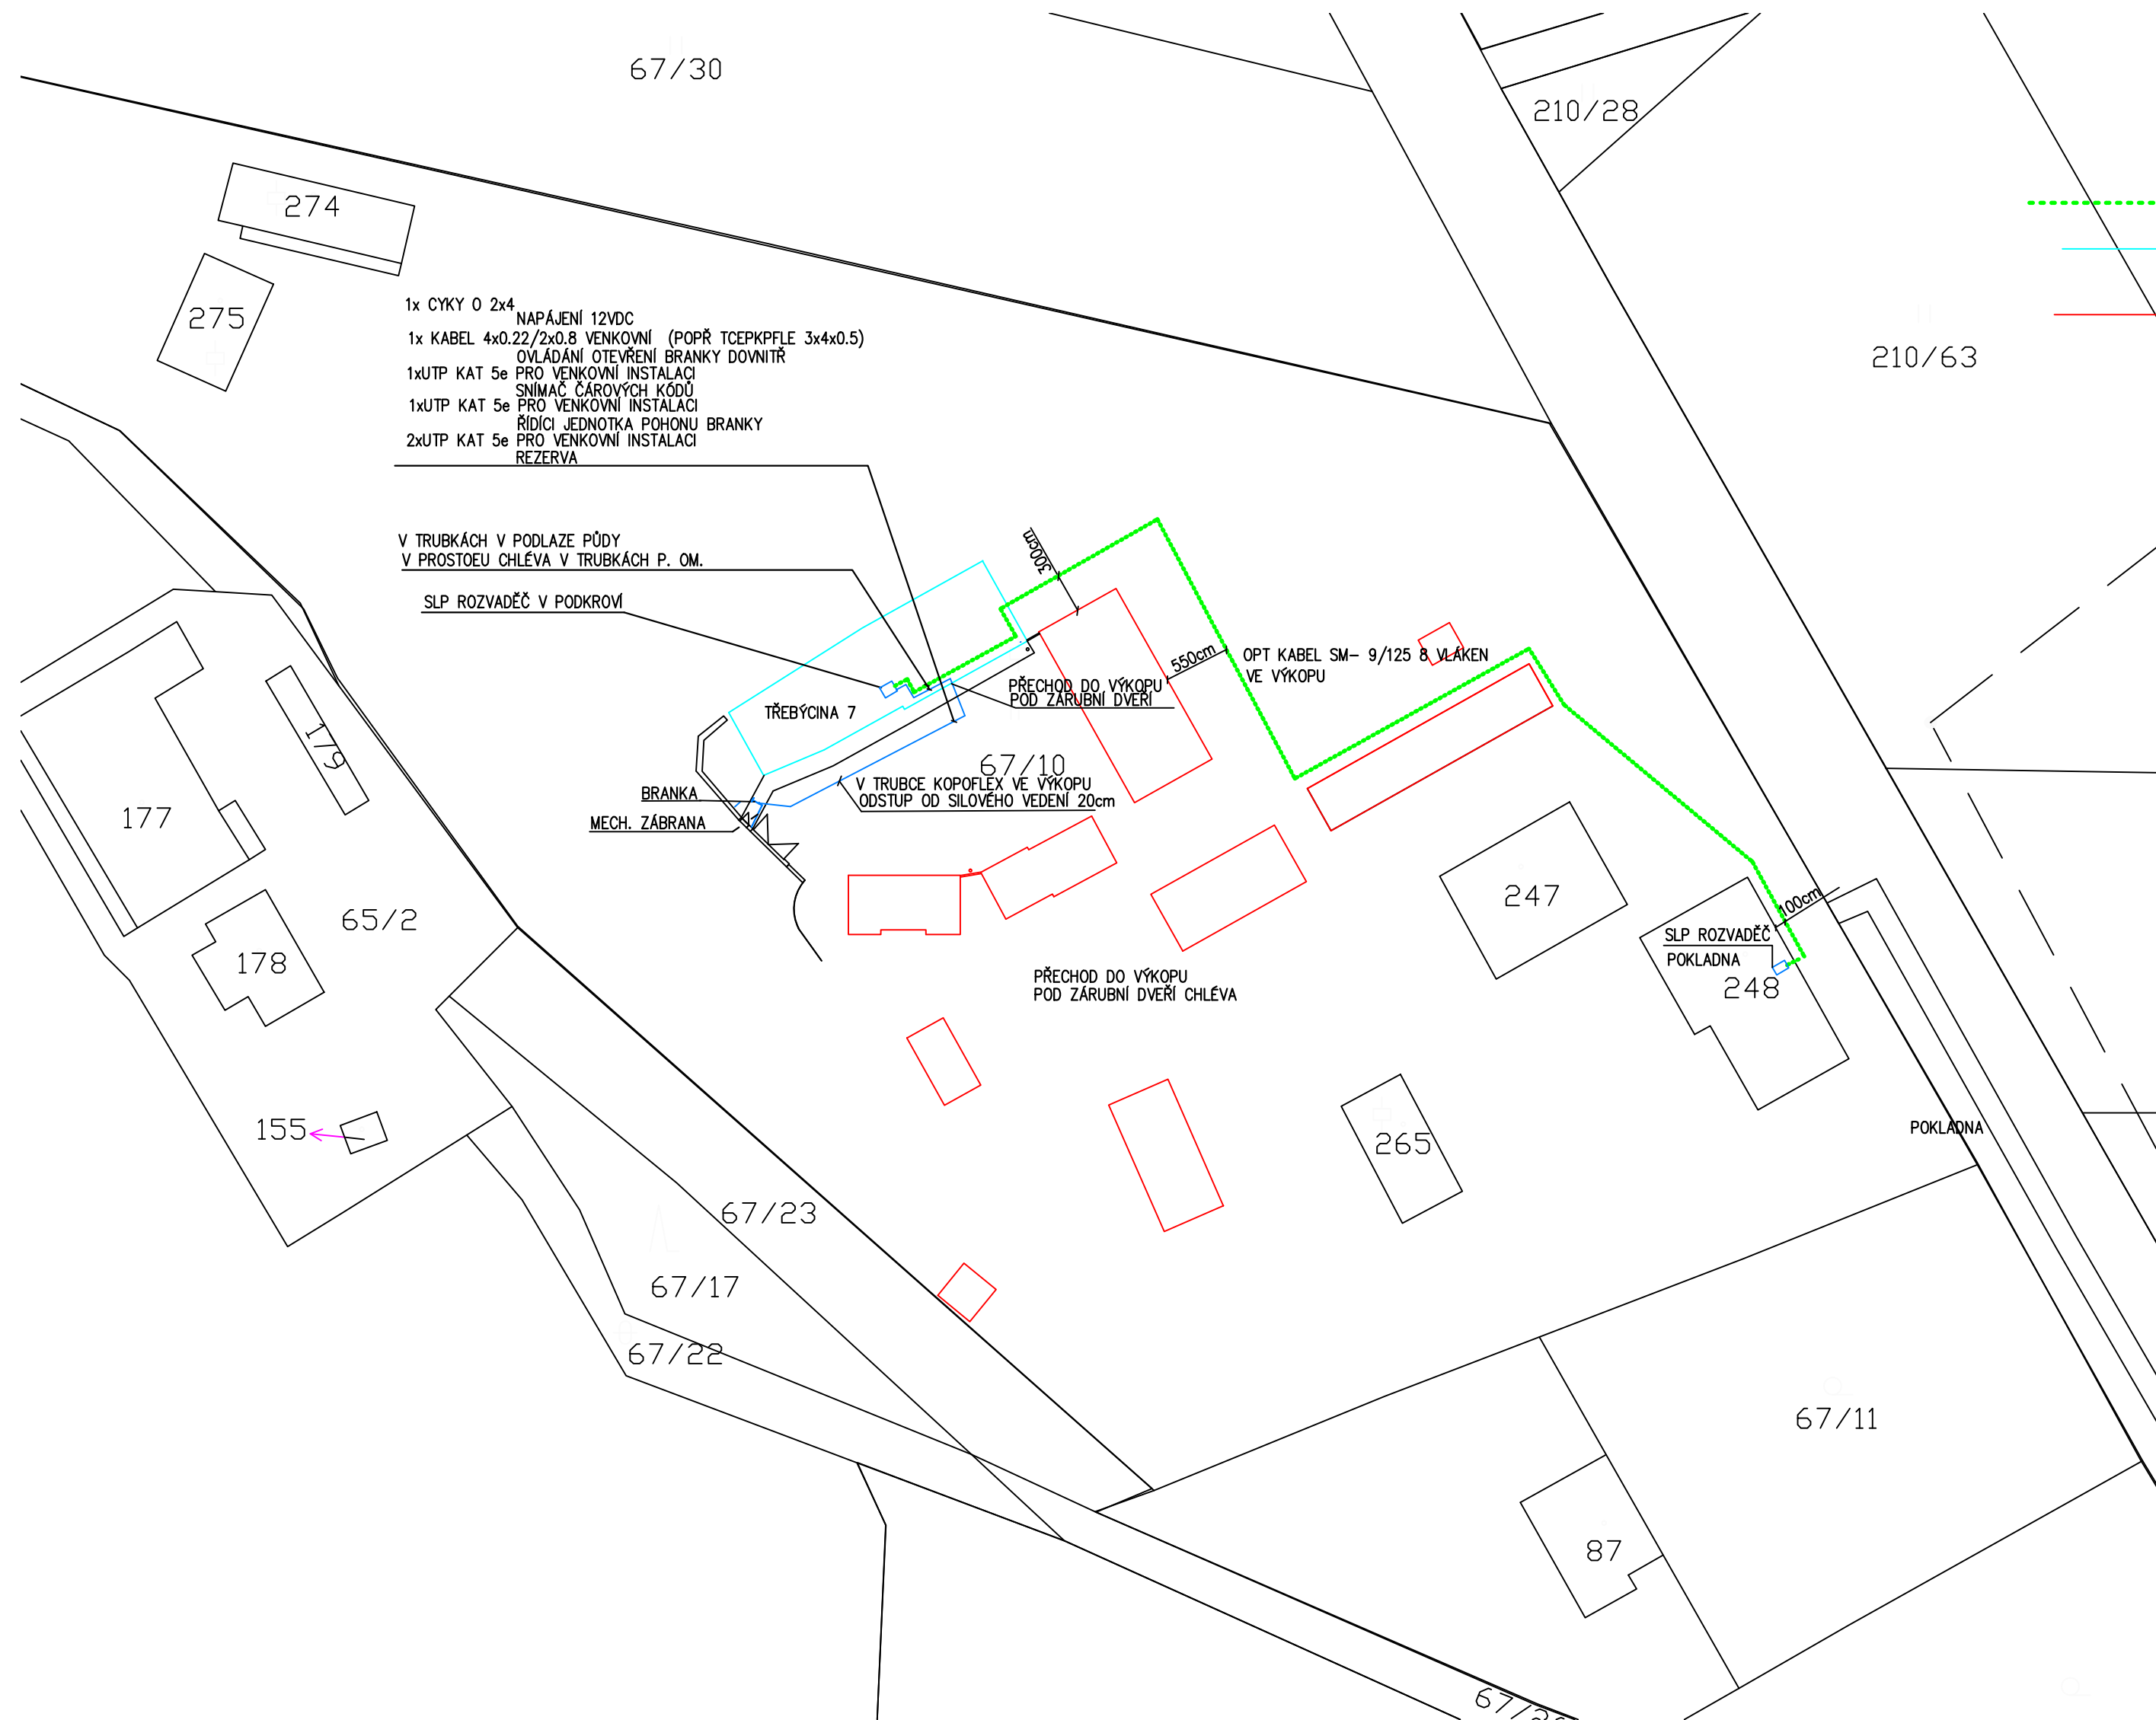 67/30
210/28
274
275
210/63
1x CYKY O 2x4
NAPÁJENÍ 12VDC
1x KABEL 4x0.22/2x0.8 VENKOVNÍ (POPŘ TCEPKPFLE 3x4x0.5)
OVLÁDÁNÍ OTEVŘENÍ BRANKY DOVNITŘ
1xUTP KAT 5e PRO VENKOVNÍ INSTALACI
SNÍMAČ ČÁROVÝCH KÓDŮ
1xUTP KAT 5e PRO VENKOVNÍ INSTALACI
ŘÍDÍCI JEDNOTKA POHONU BRANKY
2xUTP KAT 5e PRO VENKOVNÍ INSTALACI
REZERVA
V TRUBKÁCH V PODLAZE PŮDY
V PROSTOEU CHLÉVA V TRUBKÁCH P. OM.
SLP ROZVADĚČ V PODKROVÍ
300cm
550cm
OPT KABEL SM- 9/125 8 VLÁKEN
VE VÝKOPU
PŘECHOD DO VÝKOPU
POD ZÁRUBNÍ DVEŘÍ
TŘEBÝCINA 7
67/10
179
177
BRANKA
V TRUBCE KOPOFLEX VE VÝKOPU
ODSTUP OD SILOVÉHO VEDENÍ 20cm
MECH. ZÁBRANA
65/2
178
247
100cm
SLP ROZVADĚČ
POKLADNA
248
PŘECHOD DO VÝKOPU
POD ZÁRUBNÍ DVEŘÍ CHLÉVA
155
265
POKLADNA
67/23
67/17
67/22
67/11
87